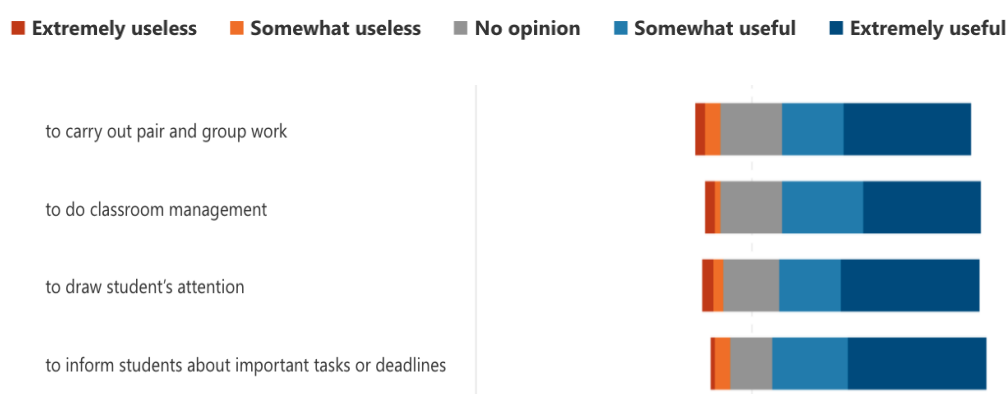 Extremely useless Somewhat useless No opinion Somewhat useful Extremely useful
to carry out pair and group work
to do classroom management
to draw student’s attention
to inform students about important tasks or deadlines